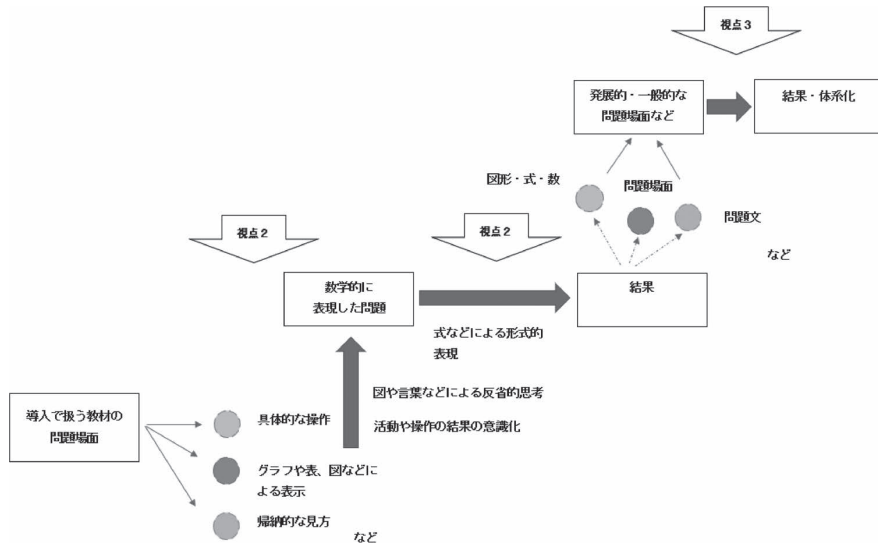 視点3
発展的・一般的な
問題場面など
結果・体系化
図形・式・数
問題場面
問題文
など
視点2
視点2
数学的に
表現した問題
結果
式などによる形式的
表現
図や言葉などによる反省的思考
活動や操作の結果の意識化
導入で扱う教材の
問題場面
具体的な操作
グラフや表、図などに
よる表示
帰納的な見方
など